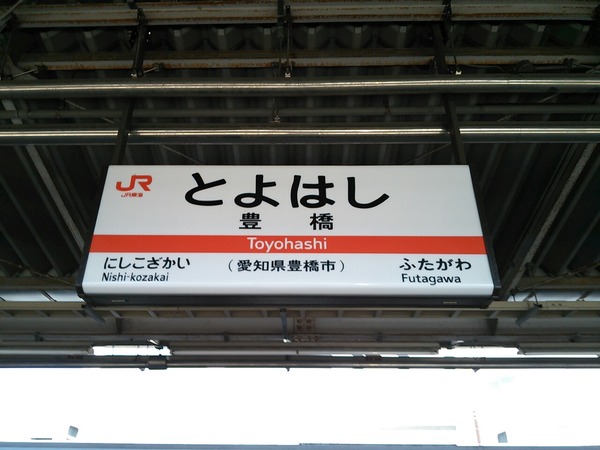 JR
JR東海
とよはし
豊橋
Toyohashi
にしこざかい
Nishi-kozakai
（愛知県豊橋市）
ふたがわ
Futagawa